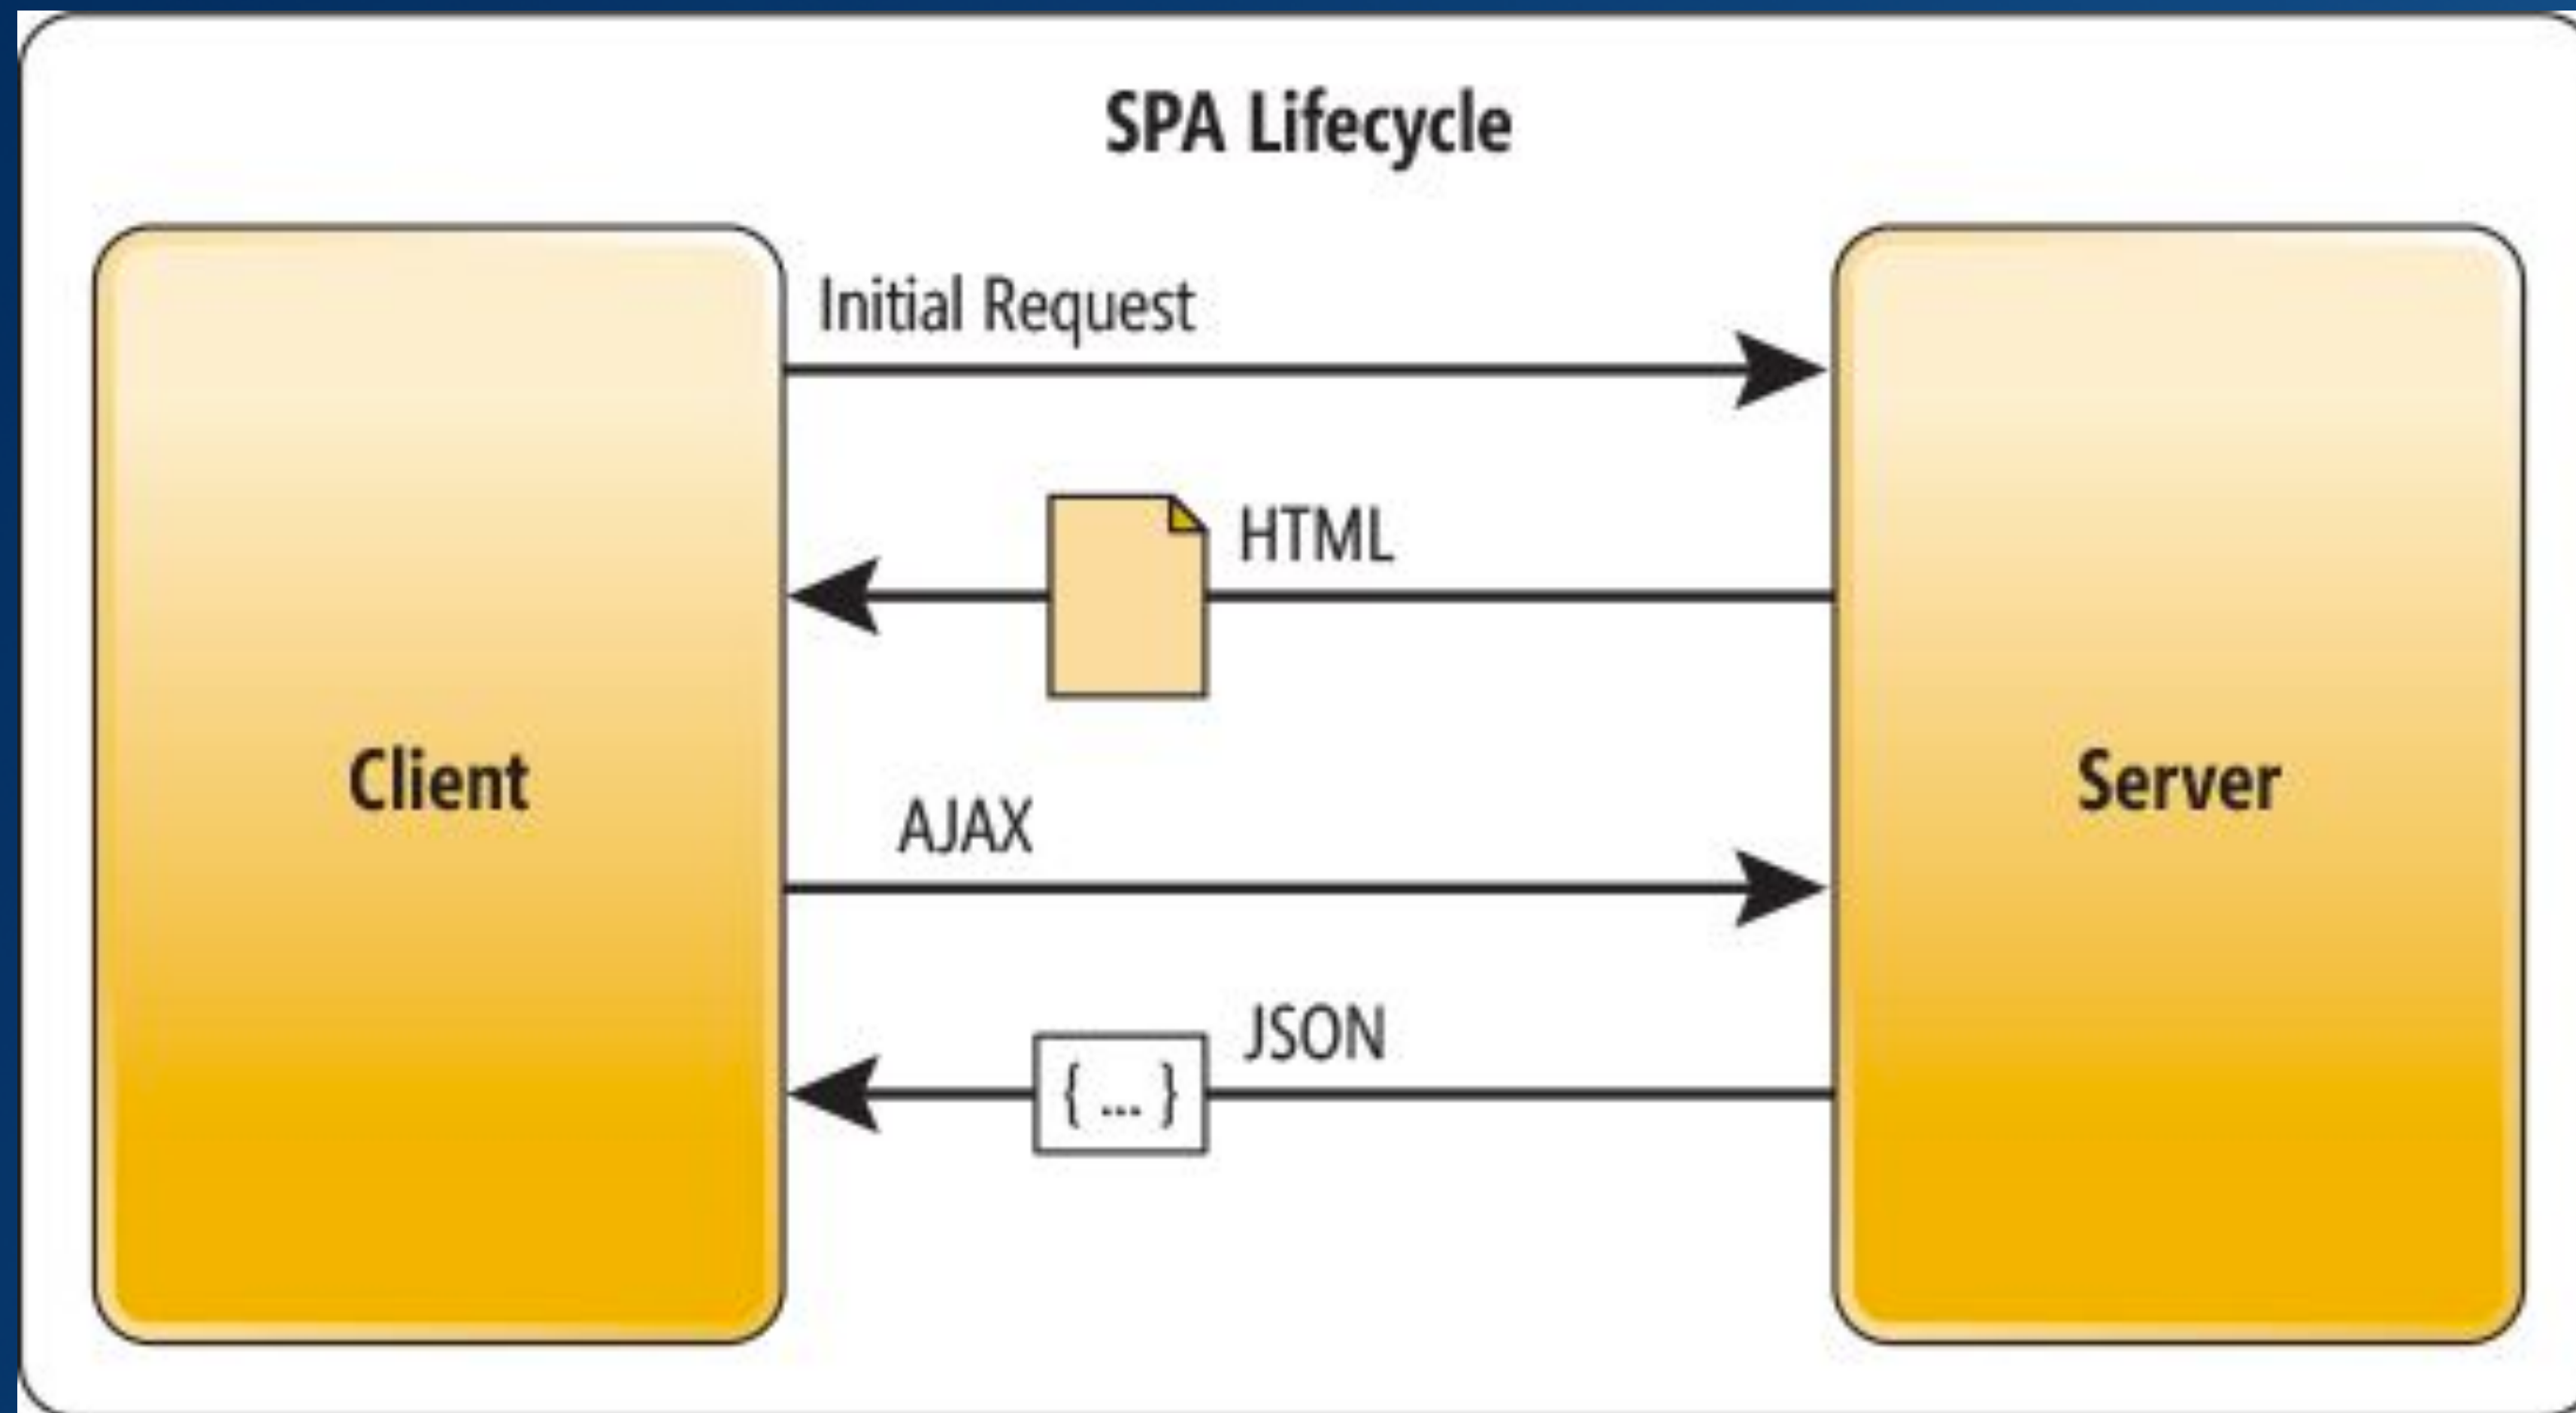 SPA Lifecycle
Initial Request
HTML
Client
Server
AJAX
JSON
{ ... }